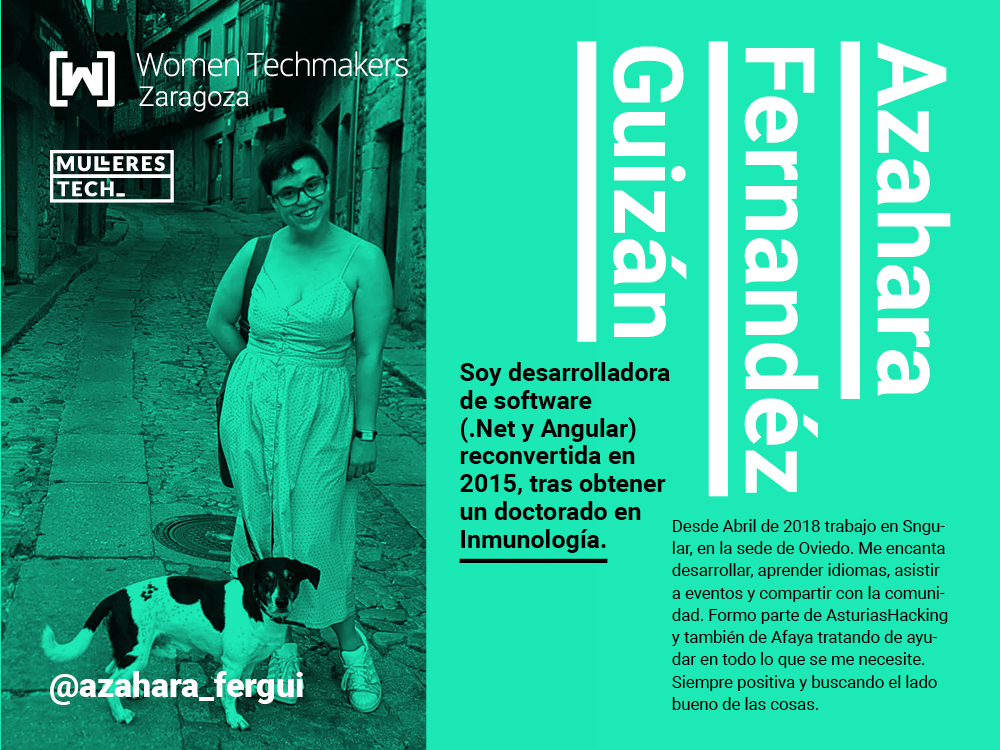 [W] Women Techmakers
Zaragoza
MULLERES
TECH_
@azahara_fergui
Azahara
Fernandéz
Guizán
Soy desarrolladora
de software
(.Net y Angular)
reconvertida en
2015, tras obtener
un doctorado en
Inmunología.
Desde Abril de 2018 trabajo en Sngu-
lar, en la sede de Oviedo. Me encanta
desarrollar, aprender idiomas, asistir
a eventos y compartir con la comuni-
dad. Formo parte de AsturiasHacking
y también de Afaya tratando de ayu-
dar en todo lo que se me necesite.
Siempre positiva y buscando el lado
bueno de las cosas.